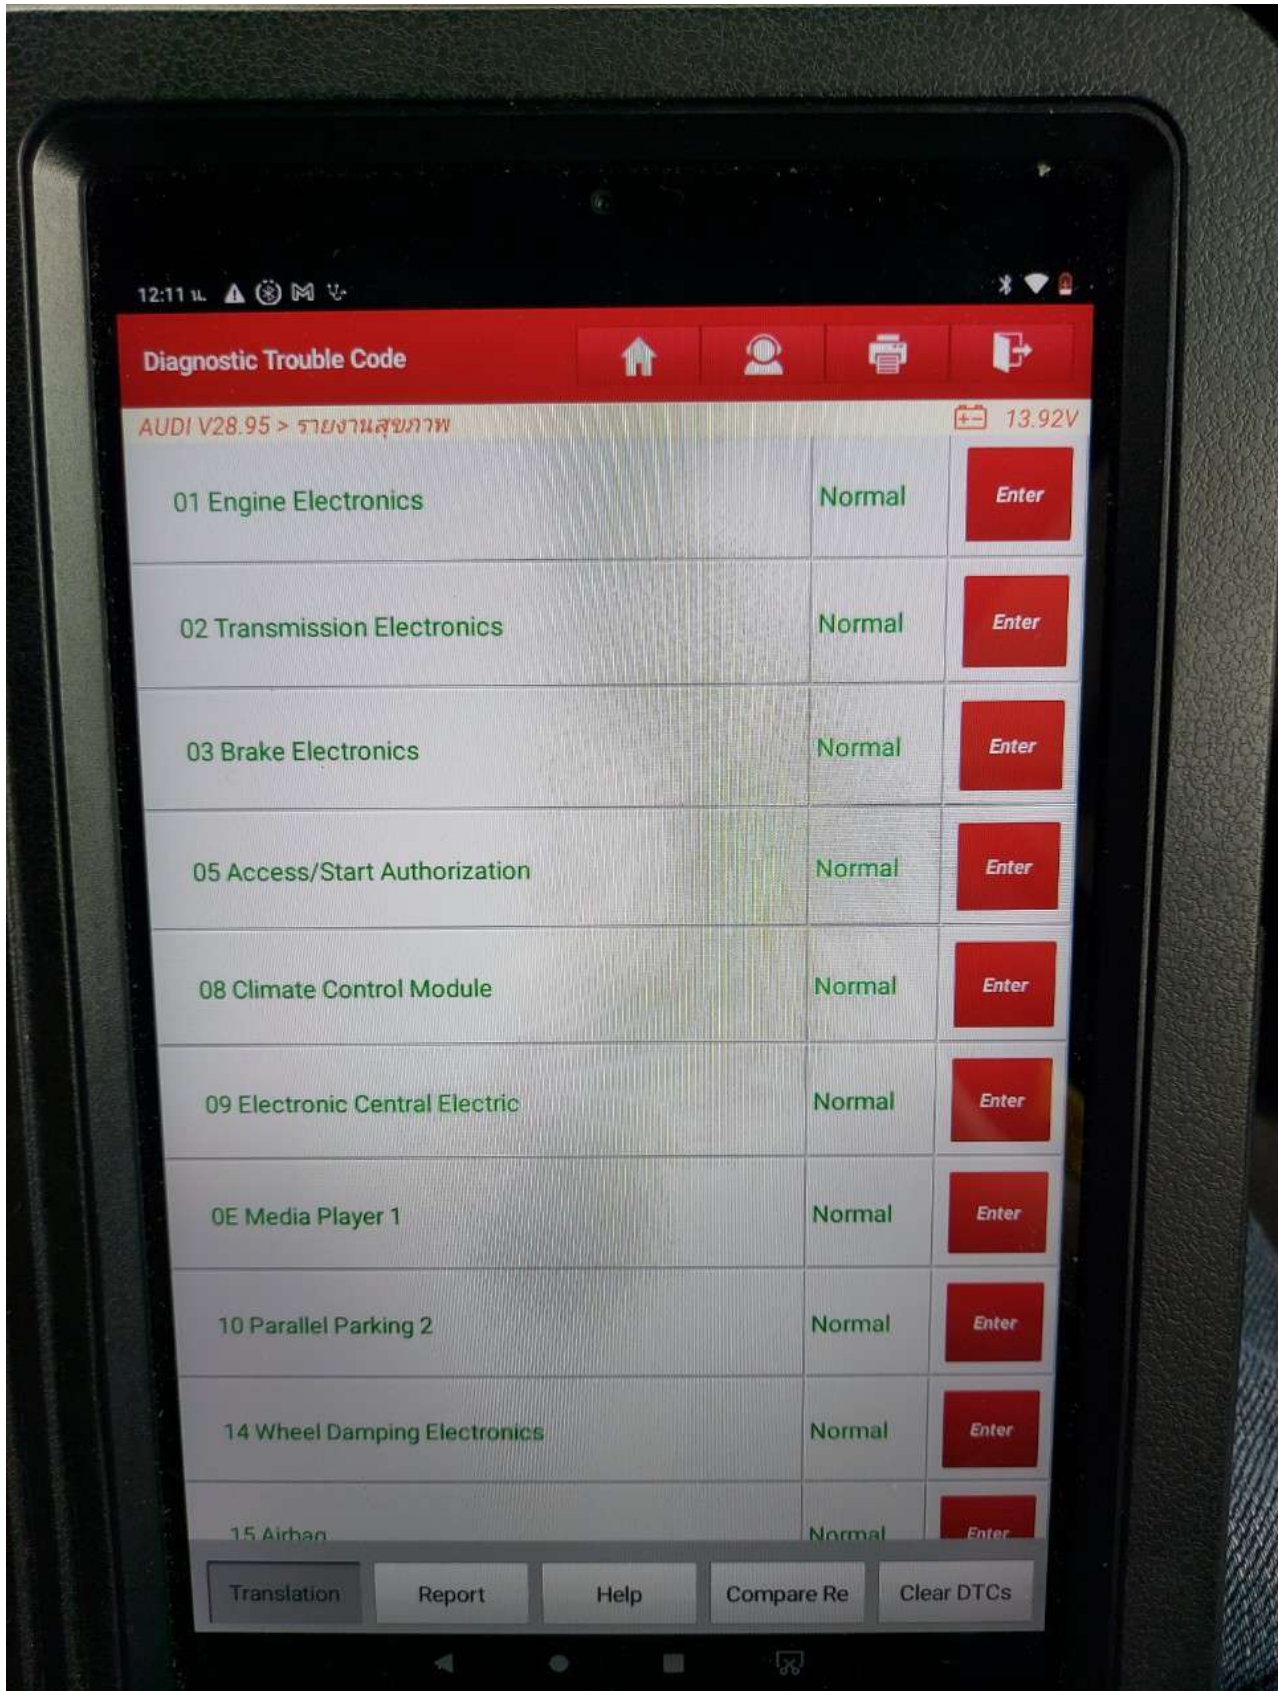 12:11 น.
Diagnostic Trouble Code
AUDI V28.95 > รายงานสุขภาพ 13.92V
01 Engine Electronics Normal Enter
02 Transmission Electronics Normal Enter
03 Brake Electronics Normal Enter
05 Access/Start Authorization Normal Enter
08 Climate Control Module Normal Enter
09 Electronic Central Electric Normal Enter
0E Media Player 1 Normal Enter
10 Parallel Parking 2 Normal Enter
14 Wheel Damping Electronics Normal Enter
15 Airbag Normal Enter
Translation Report Help Compare Re Clear DTCs